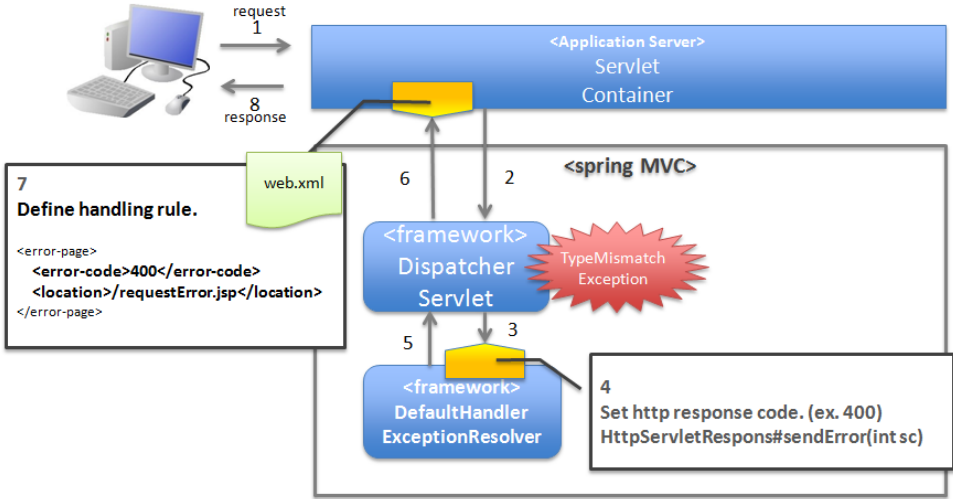 request
1
8
response
<Application Server>
Servlet
Container
7
Define handling rule.
<error-page>
<error-code>400</error-code>
<location>/requestError.jsp</location>
</error-page>
web.xml
6
2
<spring MVC>
<framework>
Dispatcher
Servlet
TypeMismatch
Exception
5
3
<framework>
DefaultHandler
ExceptionResolver
4
Set http response code. (ex. 400)
HttpServletRespons#sendError(int sc)